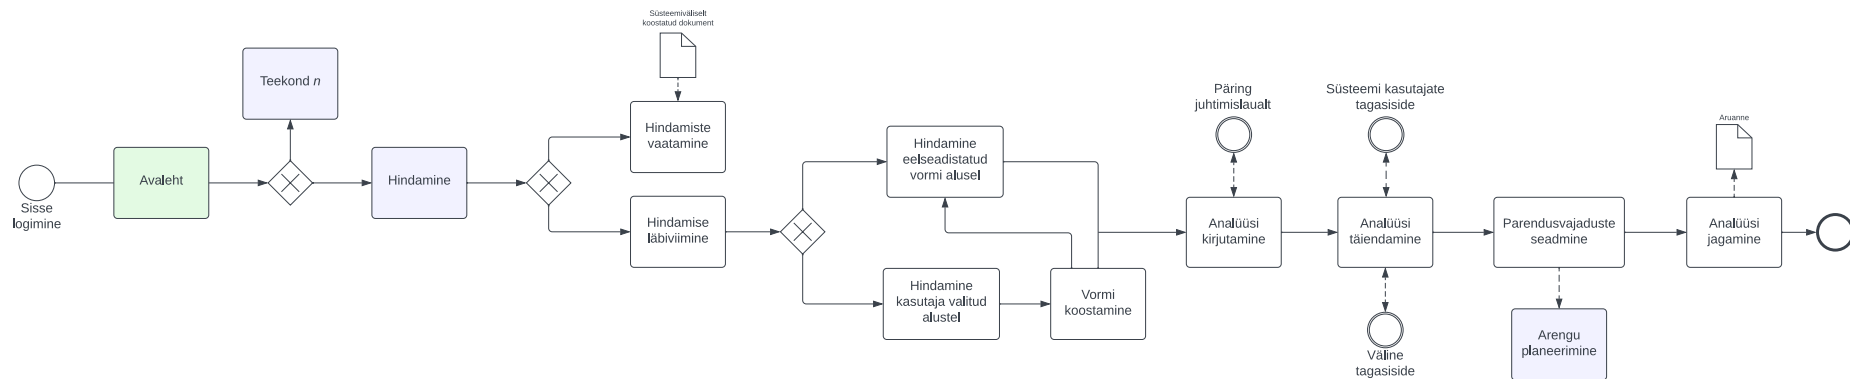 Sisse
logimine
Avaleht
Teekond n
Hindamine
Süsteemiväliselt
koostatud dokument
Hindamiste
vaatamine
Hindamise
läbiviimine
Hindamine
eelseadistatud
vormi alusel
Hindamine
kasutaja valitud
alustel
Vormi
koostamine
Päring
juhtimislaualt
Analüüsi
kirjutamine
Süsteemi kasutajate
tagasiside
Analüüsi
täiendamine
Väline
tagasiside
Parendusvajaduste
seadmine
Arengu
planeerimine
Aruanne
Analüüsi
jagamine